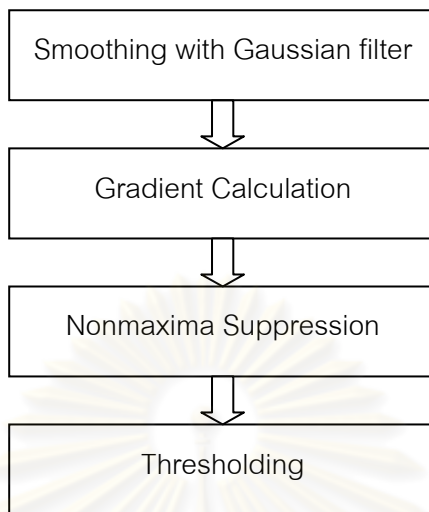 Smoothing with Gaussian filter
Gradient Calculation
Nonmaxima Suppression
Thresholding